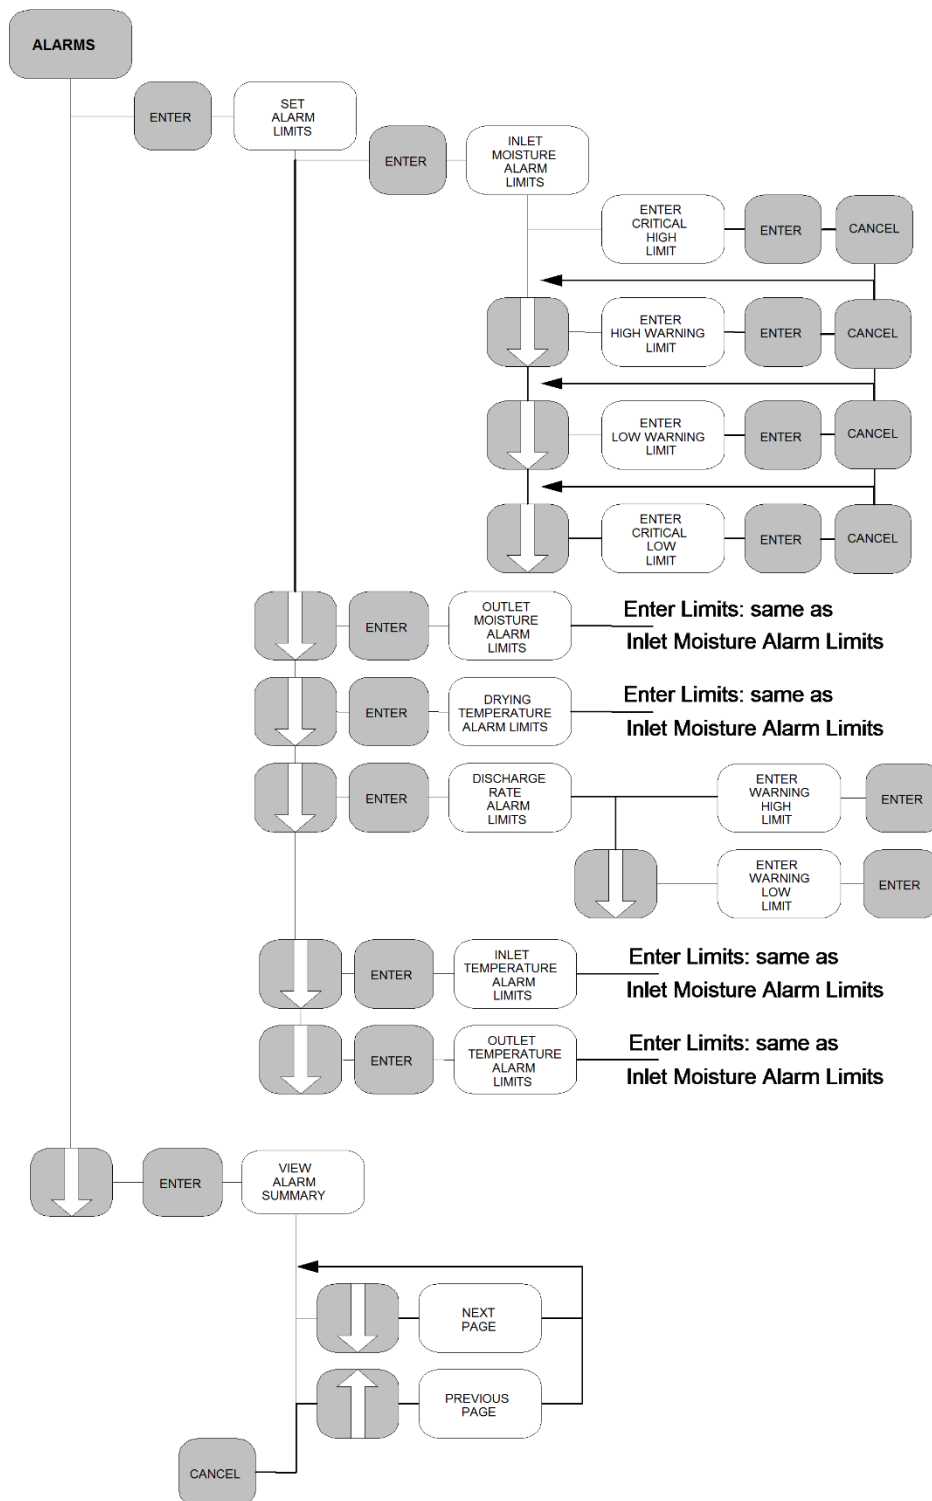 ALARMS
ENTER
SET
ALARM
LIMITS
ENTER
INLET
MOISTURE
ALARM
LIMITS
ENTER
CRITICAL
HIGH
LIMIT
ENTER
CANCEL
ENTER
HIGH WARNING
LIMIT
ENTER
CANCEL
ENTER
LOW WARNING
LIMIT
ENTER
CANCEL
ENTER
CRITICAL
LOW
LIMIT
ENTER
CANCEL
ENTER
OUTLET
MOISTURE
ALARM
LIMITS
Enter Limits: same as
Inlet Moisture Alarm Limits
ENTER
DRYING
TEMPERATURE
ALARM LIMITS
Enter Limits: same as
Inlet Moisture Alarm Limits
ENTER
DISCHARGE
RATE
ALARM
LIMITS
ENTER
WARNING
HIGH
LIMIT
ENTER
ENTER
WARNING
LOW
LIMIT
ENTER
ENTER
INLET
TEMPERATURE
ALARM
LIMITS
Enter Limits: same as
Inlet Moisture Alarm Limits
ENTER
OUTLET
TEMPERATURE
ALARM
LIMITS
Enter Limits: same as
Inlet Moisture Alarm Limits
ENTER
VIEW
ALARM
SUMMARY
NEXT
PAGE
PREVIOUS
PAGE
CANCEL